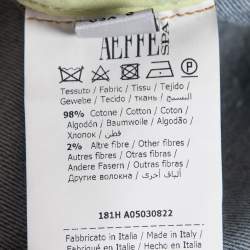 AEFFE
SPA
Tessuto / Fabric / Tissu / Tejido /
Gewebe / Tecido / ткань / النسيج
98% Cotone / Cotton / Coton /
Algodón / Baumwolle / Algodão /
Хлопок / قطن
2% Altre fibre / Other fibras /
Autres fibres / Otras fibras /
Andere Fasern / Outras fibras /
Другие волокна / ألياف أخرى
181H A05030822
Fabbricato in Italia / Made in Italy /
Fabriqué en Italie / Hecho en Italia